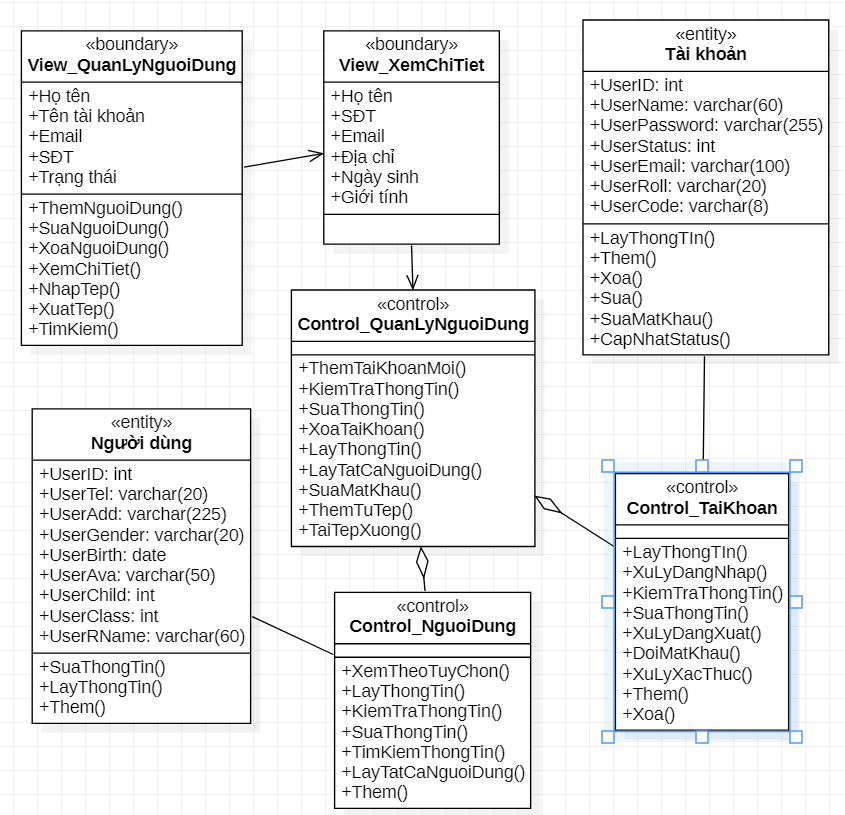 «boundary»
View_QuanLyNguoiDung
+Họ tên
+Tên tài khoản
+Email
+SĐT
+Trạng thái
+ThemNguoiDung()
+SuaNguoiDung()
+XoaNguoiDung()
+XemChiTiet()
+NhapTep()
+XuatTep()
+TimKiem()
«boundary»
View_XemChiTiet
+Họ tên
+SĐT
+Email
+Địa chỉ
+Ngày sinh
+Giới tính
«entity»
Tài khoản
+UserID: int
+UserName: varchar(60)
+UserPassword: varchar(255)
+UserStatus: int
+UserEmail: varchar(100)
+UserRoll: varchar(20)
+UserCode: varchar(8)
+LayThongTIn()
+Them()
+Xoa()
+Sua()
+SuaMatKhau()
+CapNhatStatus()
«control»
Control_QuanLyNguoiDung
+ThemTaiKhoanMoi()
+KiemTraThongTin()
+SuaThongTin()
+XoaTaiKhoan()
+LayThongTin()
+LayTatCaNguoiDung()
+SuaMatKhau()
+ThemTuTep()
+TaiTepXuong()
«entity»
Người dùng
+UserID: int
+UserTel: varchar(20)
+UserAdd: varchar(225)
+UserGender: varchar(20)
+UserBirth: date
+UserAva: varchar(50)
+UserChild: int
+UserClass: int
+UserRName: varchar(60)
+SuaThongTin()
+LayThongTin()
+Them()
«control»
Control_NguoiDung
+XemTheoTuyChon()
+LayThongTin()
+KiemTraThongTin()
+SuaThongTin()
+TimKiemThongTin()
+LayTatCaNguoiDung()
+Them()
«control»
Control_TaiKhoan
+LayThongTIn()
+XuLyDangNhap()
+KiemTraThongTin()
+SuaThongTin()
+XuLyDangXuat()
+DoiMatKhau()
+XuLyXacThuc()
+Them()
+Xoa()